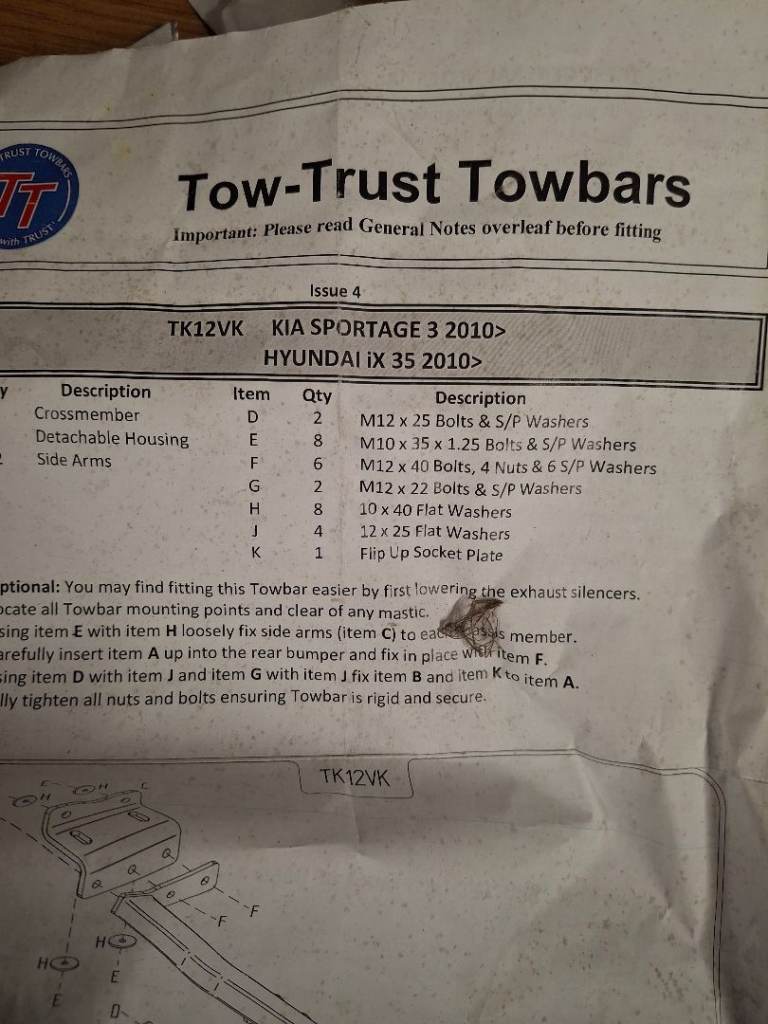 TRUST TOWBARS
TT
with TRUST
Tow-Trust Towbars
Important: Please read General Notes overleaf before fitting
Issue 4
TK12VK KIA SPORTAGE 3 2010>
HYUNDAI iX 35 2010>
y Description Item Qty Description
Crossmember D 2 M12 x 25 Bolts & S/P Washers
Detachable Housing E 8 M10 x 35 x 1.25 Bolts & S/P Washers
2 Side Arms F 6 M12 x 40 Bolts, 4 Nuts & 6 S/P Washers
G 2 M12 x 22 Bolts & S/P Washers
H 8 10 x 40 Flat Washers
J 4 12 x 25 Flat Washers
K 1 Flip Up Socket Plate
ptional: You may find fitting this Towbar easier by first lowering the exhaust silencers.
ocate all Towbar mounting points and clear of any mastic.
sing item E with item H loosely fix side arms (item C) to each member.
arefully insert item A up into the rear bumper and fix in place with item F.
sing item D with item J and item G with item J fix item B and item K to item A.
lly tighten all nuts and bolts ensuring Towbar is rigid and secure.
TK12VK
E H H C
F
F
H
H
E
E
D